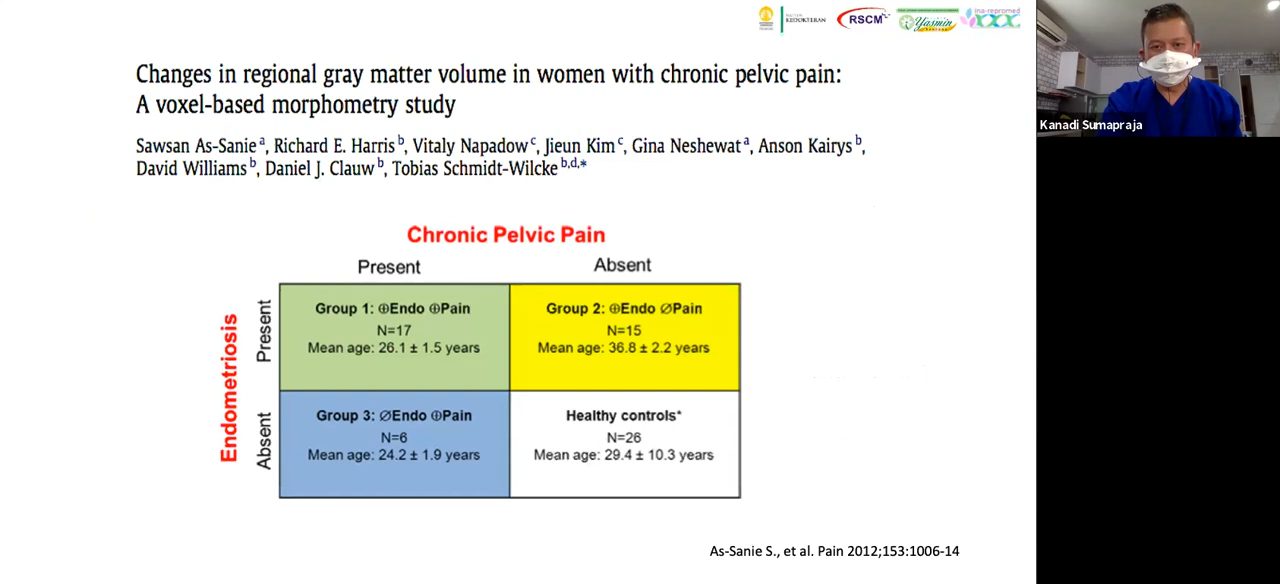 FAKULTAS
KEDOKTERAN
RSCM
Yasmin
ina-repromed
Kanadi Sumapraja
Changes in regional gray matter volume in women with chronic pelvic pain:
A voxel-based morphometry study
Sawsan As-Sanie a, Richard E. Harris b, Vitaly Napadow c, Jieun Kim c, Gina Neshewat a, Anson Kairys b,
David Williams b, Daniel J. Clauw b, Tobias Schmidt-Wilcke b,d,*
Chronic Pelvic Pain
Present
Absent
Endometriosis
Present
Group 1: ⊕Endo ⊕Pain
N=17
Mean age: 26.1 ± 1.5 years
Group 2: ⊕Endo ∅Pain
N=15
Mean age: 36.8 ± 2.2 years
Absent
Group 3: ∅Endo ⊕Pain
N=6
Mean age: 24.2 ± 1.9 years
Healthy controls*
N=26
Mean age: 29.4 ± 10.3 years
As-Sanie S., et al. Pain 2012;153:1006-14